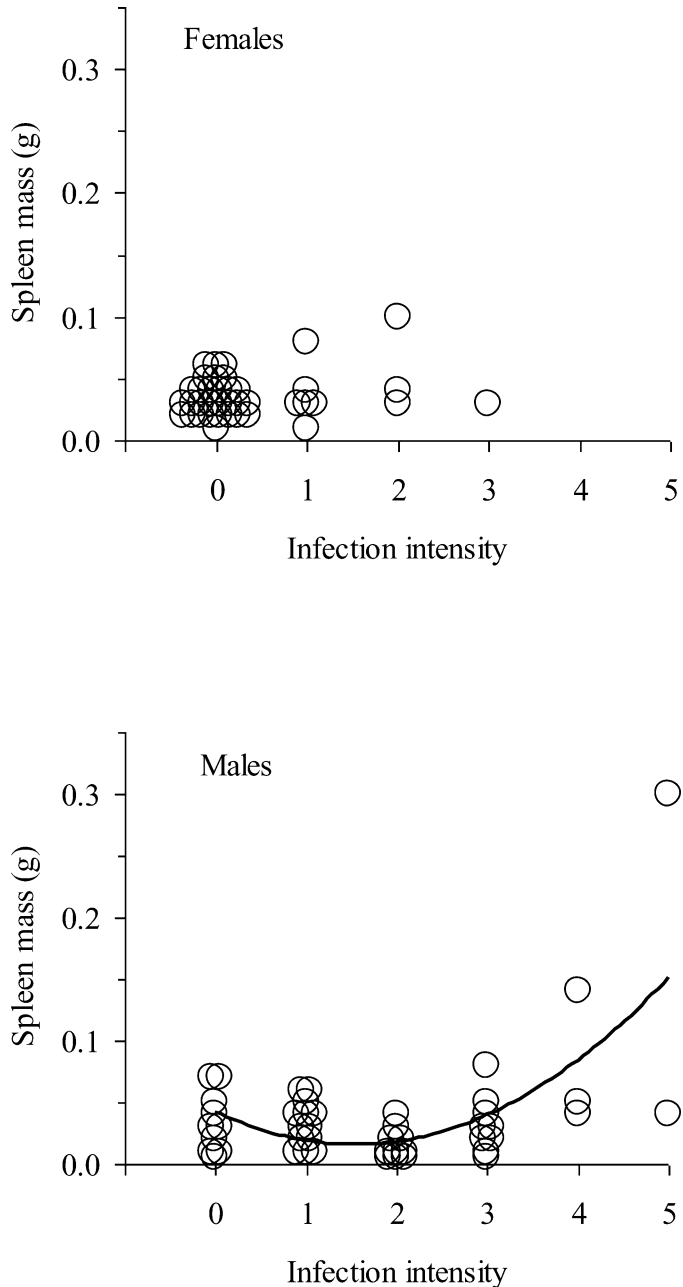 Females
0.3
0.2
0.1
0.0
Spleen mass (g)
0 1 2 3 4 5
Infection intensity
Males
0.3
0.2
0.1
0.0
Spleen mass (g)
0 1 2 3 4 5
Infection intensity